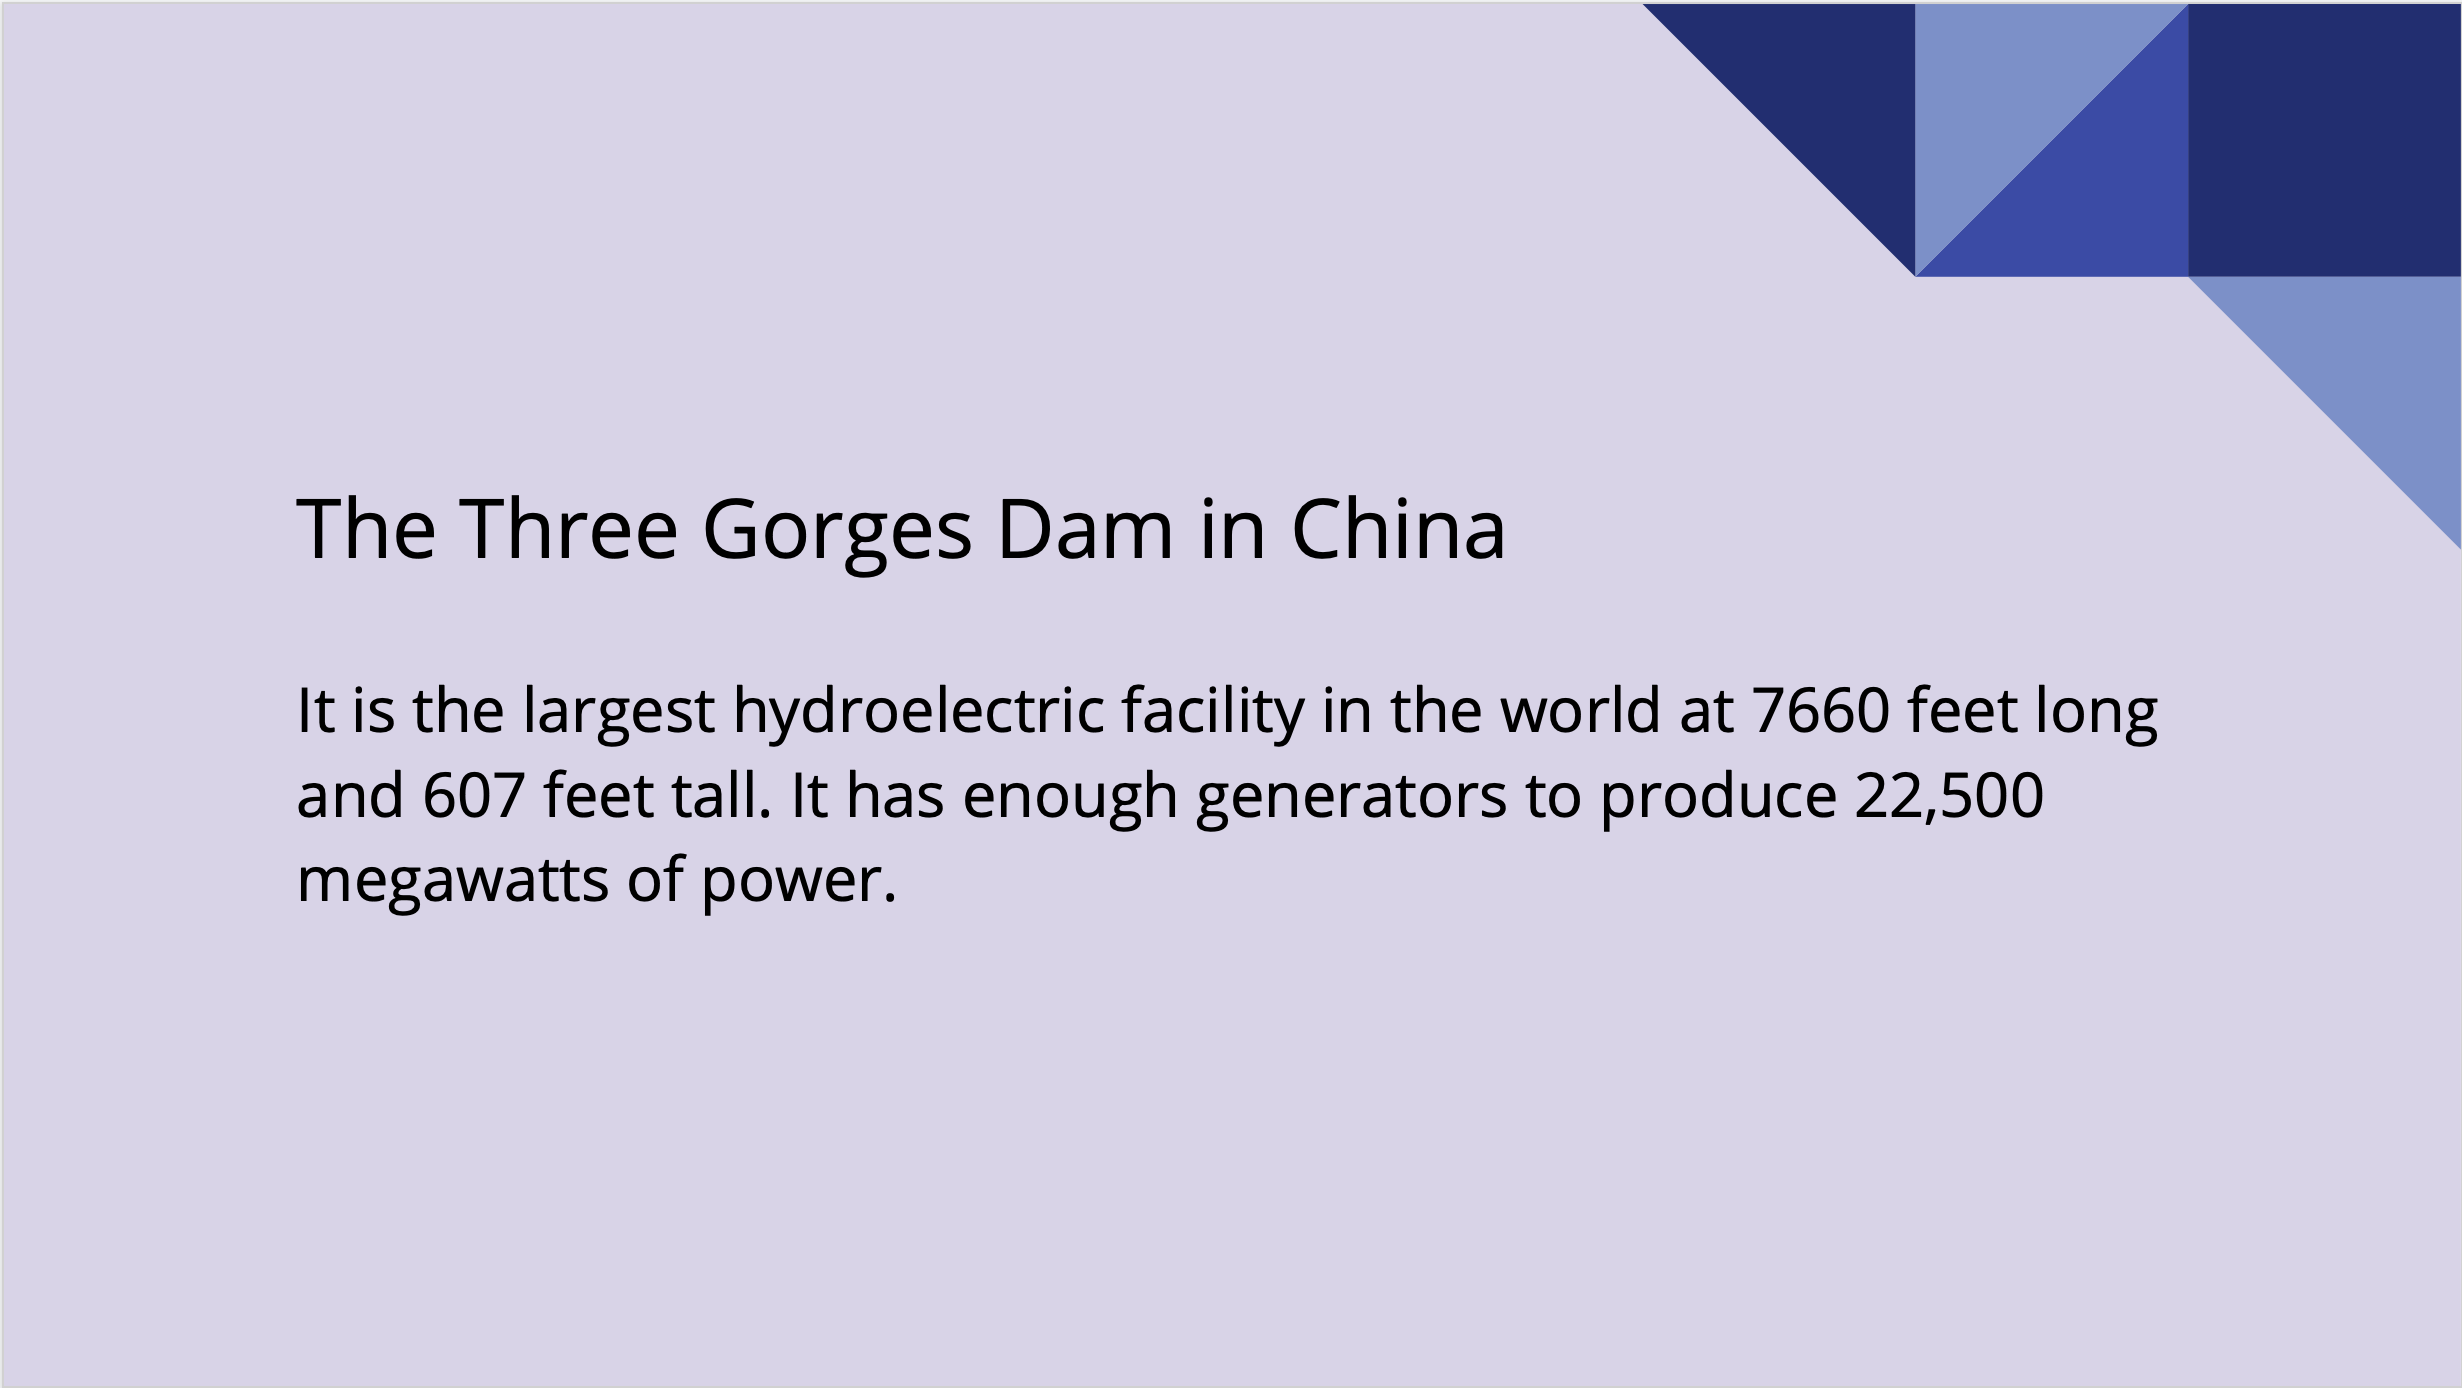 The Three Gorges Dam in China
It is the largest hydroelectric facility in the world at 7660 feet long
and 607 feet tall. It has enough generators to produce 22,500
megawatts of power.